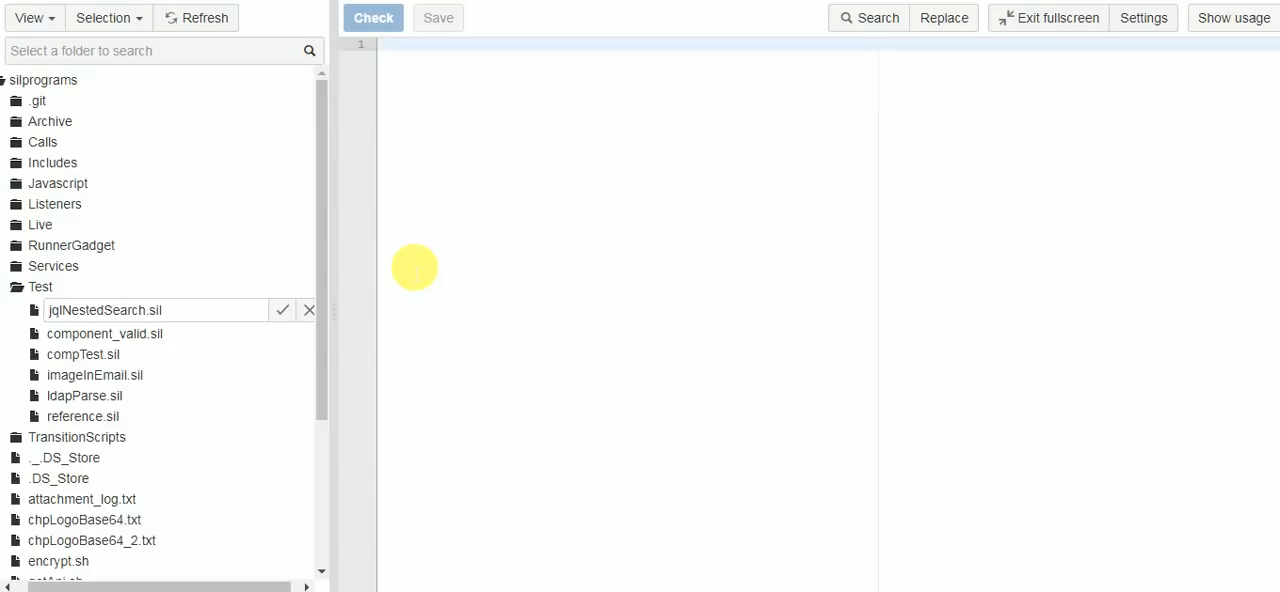 View Selection Refresh
Check Save Search Replace Exit fullscreen Settings Show usage
Select a folder to search
1
silprograms
.git
Archive
Calls
Includes
Javascript
Listeners
Live
RunnerGadget
Services
Test
jqlNestedSearch.sil
component_valid.sil
compTest.sil
imageInEmail.sil
ldapParse.sil
reference.sil
TransitionScripts
._.DS_Store
.DS_Store
attachment_log.txt
chpLogoBase64.txt
chpLogoBase64_2.txt
encrypt.sh